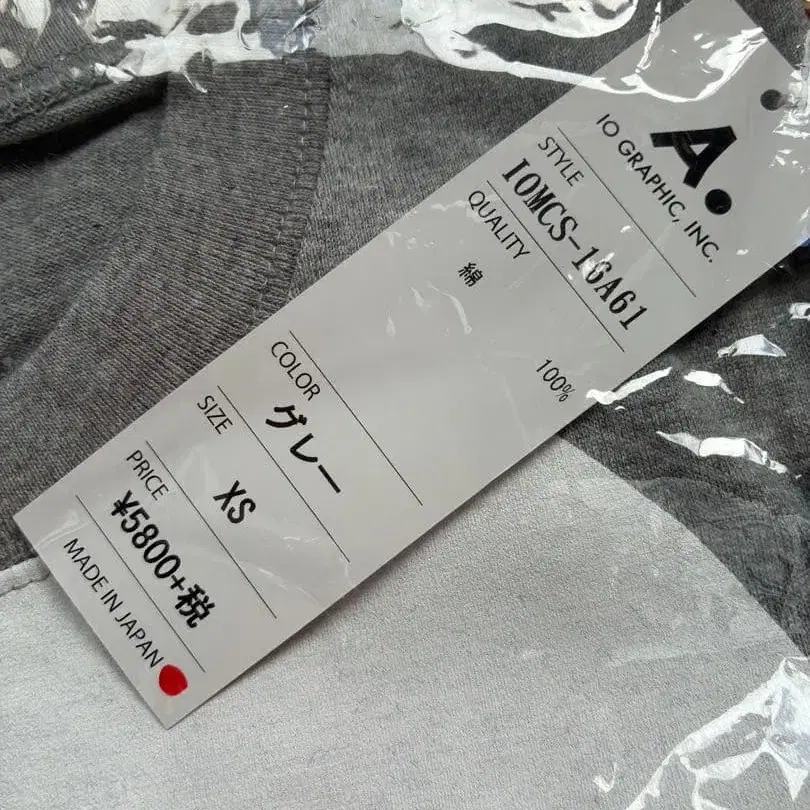 A.
IO GRAPHIC, INC.
STYLE
IOMCS-16A61
QUALITY
綿 100%
COLOR
グレー
SIZE
XS
PRICE
¥5800+税
MADE IN JAPAN